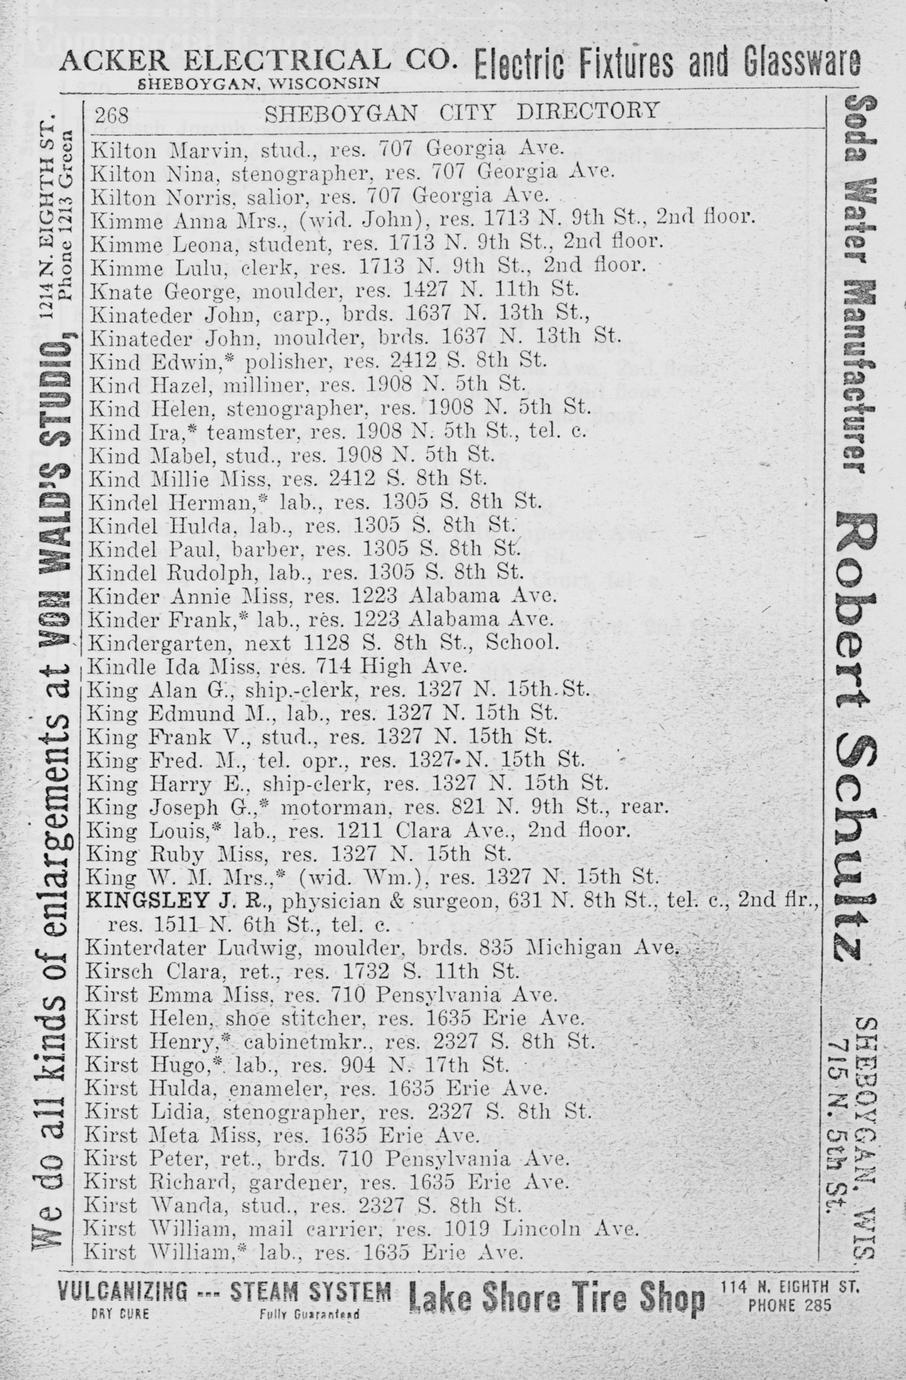 ACKER ELECTRICAL CO. Electric Fixtures and Glassware
SHEBOYGAN, WISCONSIN
268 SHEBOYGAN CITY DIRECTORY
Kilton Marvin, stud., res. 707 Georgia Ave.
Kilton Nina, stenographer, res. 707 Georgia Ave.
Kilton Norris, salior, res. 707 Georgia Ave.
Kimme Anna Mrs., (wid. John), res. 1713 N. 9th St., 2nd floor.
Kimme Leona, student, res. 1713 N. 9th St., 2nd floor.
Kimme Lulu, clerk, res. 1713 N. 9th St., 2nd floor.
Knate George, moulder, res. 1427 N. 11th St.
Kinateder John, carp., brds. 1637 N. 13th St.,
Kinateder John, moulder, brds. 1637 N. 13th St.
Kind Edwin,* polisher, res. 2412 S. 8th St.
Kind Hazel, milliner, res. 1908 N. 5th St.
Kind Helen, stenographer, res. 1908 N. 5th St.
Kind Ira,* teamster, res. 1908 N. 5th St., tel. c.
Kind Mabel, stud., res. 1908 N. 5th St.
Kind Millie Miss, res. 2412 S. 8th St.
Kindel Herman,* lab., res. 1305 S. 8th St.
Kindel Hulda, lab., res. 1305 S. 8th St.
Kindel Paul, barber, res. 1305 S. 8th St.
Kindel Rudolph, lab., res. 1305 S. 8th St.
Kinder Annie Miss, res. 1223 Alabama Ave.
Kinder Frank,* lab., res. 1223 Alabama Ave.
Kindergarten, next 1128 S. 8th St., School.
Kindle Ida Miss, res. 714 High Ave.
King Alan G., ship.-clerk, res. 1327 N. 15th St.
King Edmund M., lab., res. 1327 N. 15th St.
King Frank V., stud., res. 1327 N. 15th St.
King Fred. M., tel. opr., res. 1327 N. 15th St.
King Harry E., ship-clerk, res. 1327 N. 15th St.
King Joseph G.,* motorman, res. 821 N. 9th St., rear.
King Louis,* lab., res. 1211 Clara Ave., 2nd floor.
King Ruby Miss, res. 1327 N. 15th St.
King W. M. Mrs.,* (wid. Wm.), res. 1327 N. 15th St.
KINGSLEY J. R., physician & surgeon, 631 N. 8th St., tel. c., 2nd flr.,
res. 1511 N. 6th St., tel. c.
Kinterdater Ludwig, moulder, brds. 835 Michigan Ave.
Kirsch Clara, ret., res. 1732 S. 11th St.
Kirst Emma Miss, res. 710 Pensylvania Ave.
Kirst Helen, shoe stitcher, res. 1635 Erie Ave.
Kirst Henry,* cabinetmkr., res. 2327 S. 8th St.
Kirst Hugo,* lab., res. 904 N. 17th St.
Kirst Hulda, enameler, res. 1635 Erie Ave.
Kirst Lidia, stenographer, res. 2327 S. 8th St.
Kirst Meta Miss, res. 1635 Erie Ave.
Kirst Peter, ret., brds. 710 Pensylvania Ave.
Kirst Richard, gardener, res. 1635 Erie Ave.
Kirst Wanda, stud., res. 2327 S. 8th St.
Kirst William, mail carrier, res. 1019 Lincoln Ave.
Kirst William,* lab., res. 1635 Erie Ave.
We do all kinds of enlargements at VON WALD'S STUDIO, 1214 N. EIGHTH ST.
Phone 1213 Green
Soda Water Manufacturer Robert Schultz SHEBOYGAN, WIS.
715 N. 5th St.
VULCANIZING --- STEAM SYSTEM Lake Shore Tire Shop 114 N. EIGHTH ST.
DRY CURE Fully Guaranteed PHONE 285